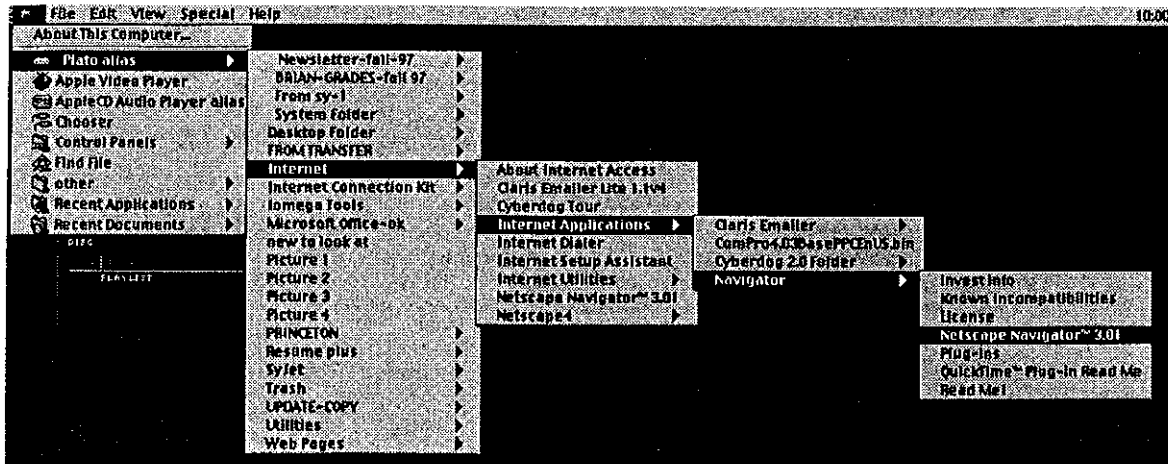 File Edit View Special Help 10:00
About This Computer...
Plato alias
Apple Video Player
AppleCD Audio Player alias
Chooser
Control Panels
Find File
other
Recent Applications
Recent Documents
DISC
PLAYLIST
Newsletter-fall-97
BRIAN-GRADES-fall 97
From sy-1
System Folder
Desktop Folder
FROM TRANSFER
Internet
Internet Connection Kit
Iomega Tools
Microsoft Office-ok
new to look at
Picture 1
Picture 2
Picture 3
Picture 4
PRINCETON
Resume plus
Sylet
Trash
UPDATE-COPY
Utilities
Web Pages
About Internet Access
Claris Emailer Lite 1.1v4
Cyberdog Tour
Internet Applications
Internet Dialer
Internet Setup Assistant
Internet Utilities
Netscape Navigator™ 3.01
Netscape4
Claris Emailer
ComPro4.03BasePPCEnUS.bin
Cyberdog 2.0 Folder
Navigator
Invest Info
Known Incompatibilities
License
Netscape Navigator™ 3.01
Plug-ins
QuickTime™ Plug-in Read Me
Read Me!